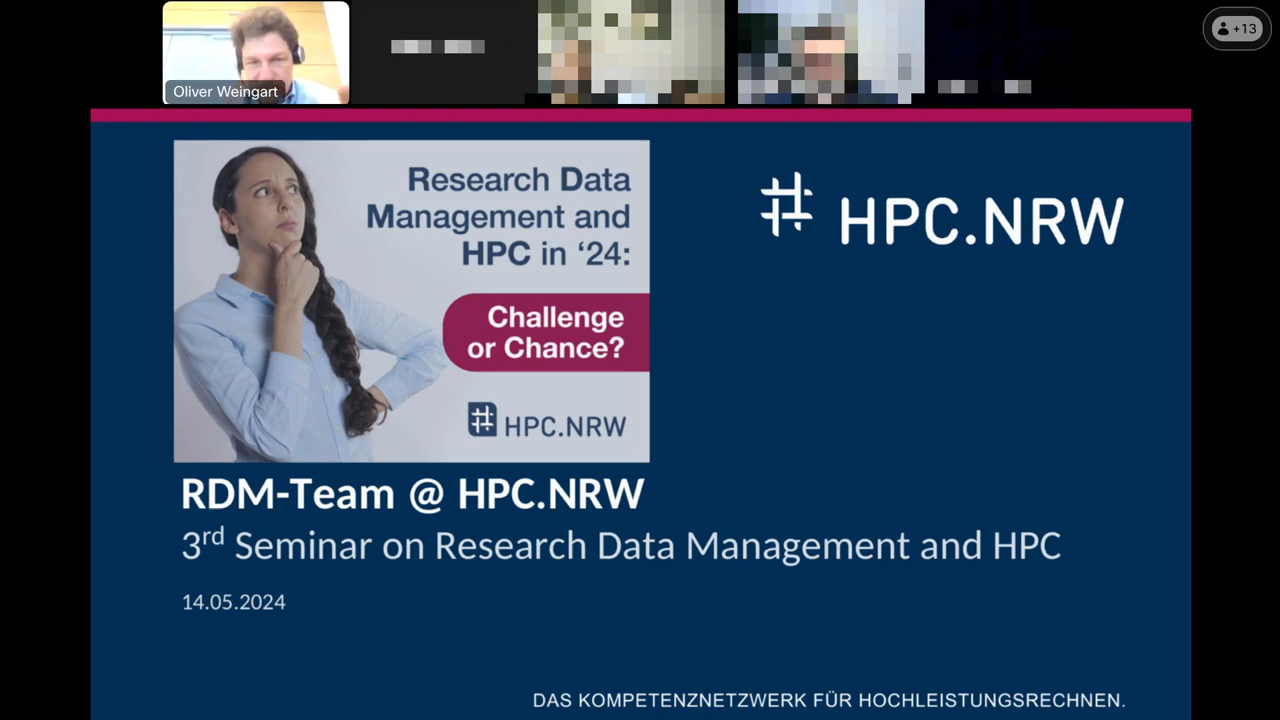 Oliver Weingart
+13
Research Data
Management and
HPC in ‘24:
Challenge
or Chance?
HPC.NRW
HPC.NRW
RDM-Team @ HPC.NRW
3rd Seminar on Research Data Management and HPC
14.05.2024
DAS KOMPETENZNETZWERK FÜR HOCHLEISTUNGSRECHNEN.